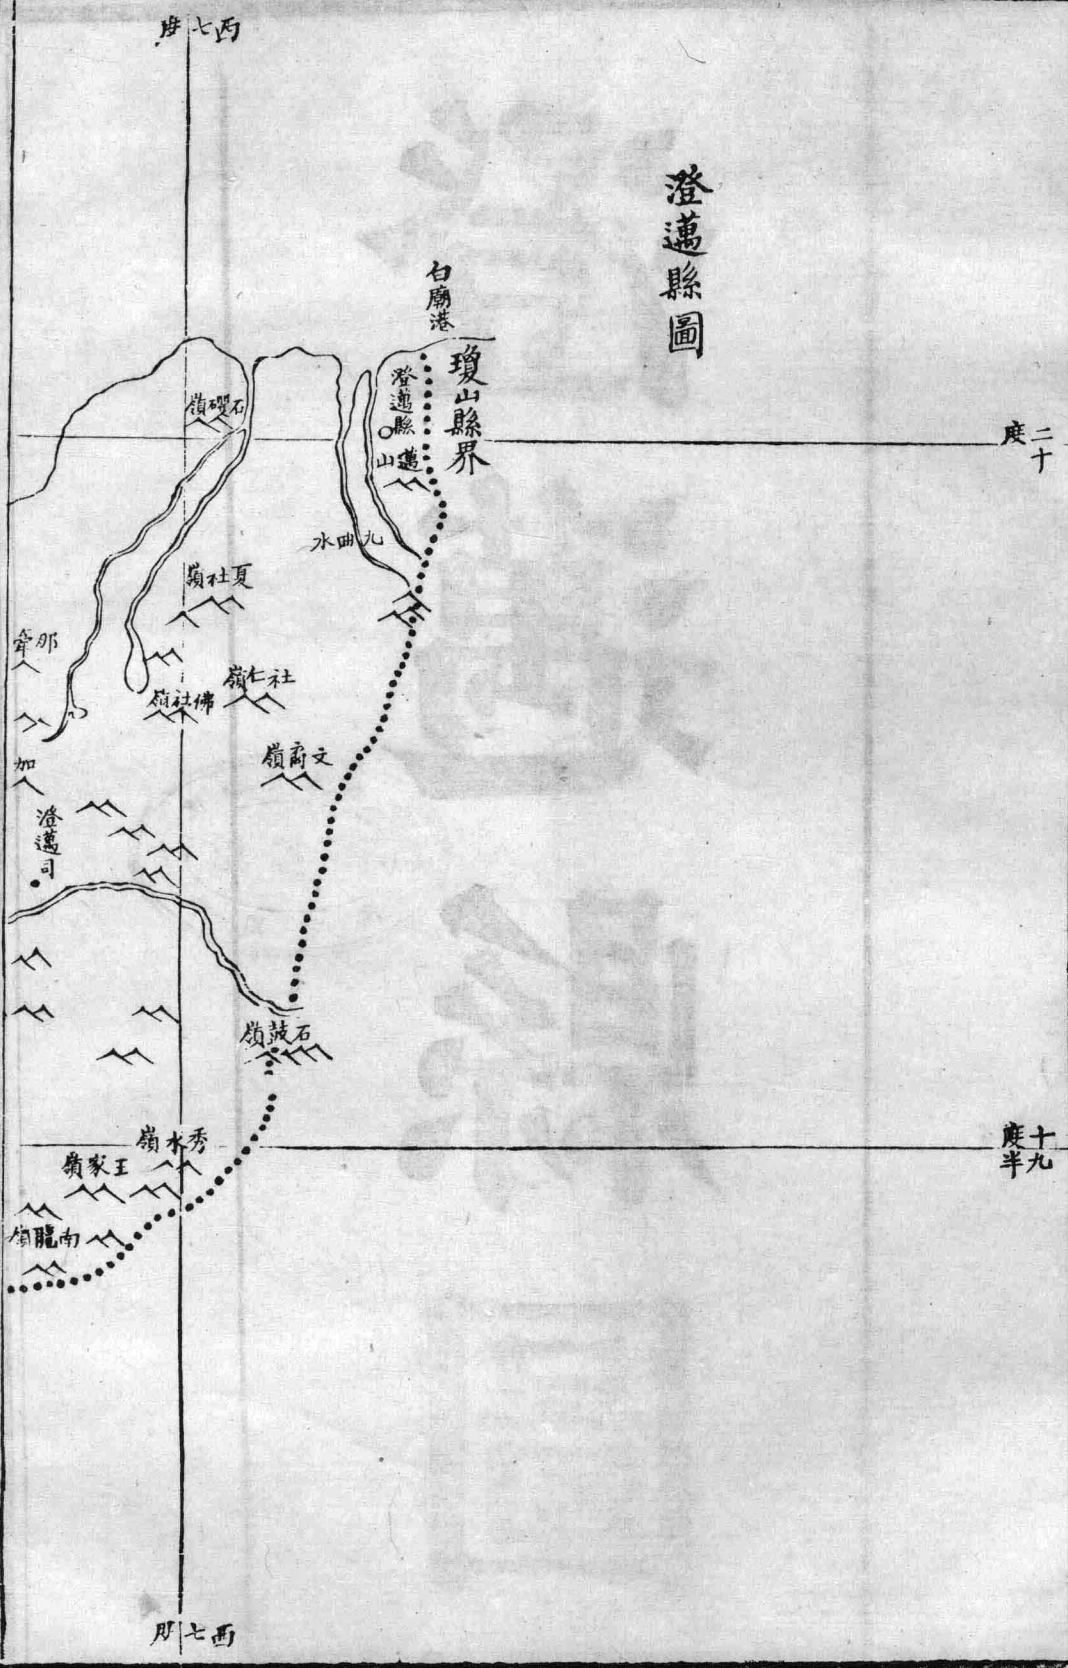 澄邁縣圖
西七度
白廟港
瓊山縣界
澄邁縣
邁山
二十度
石𥗽嶺
九曲水
夏社嶺
那牽
社仁嶺
佛社嶺
文裔嶺
加
澄邁司
石鼓嶺
十九度半
秀水嶺
王家嶺
南龍嶺
西七